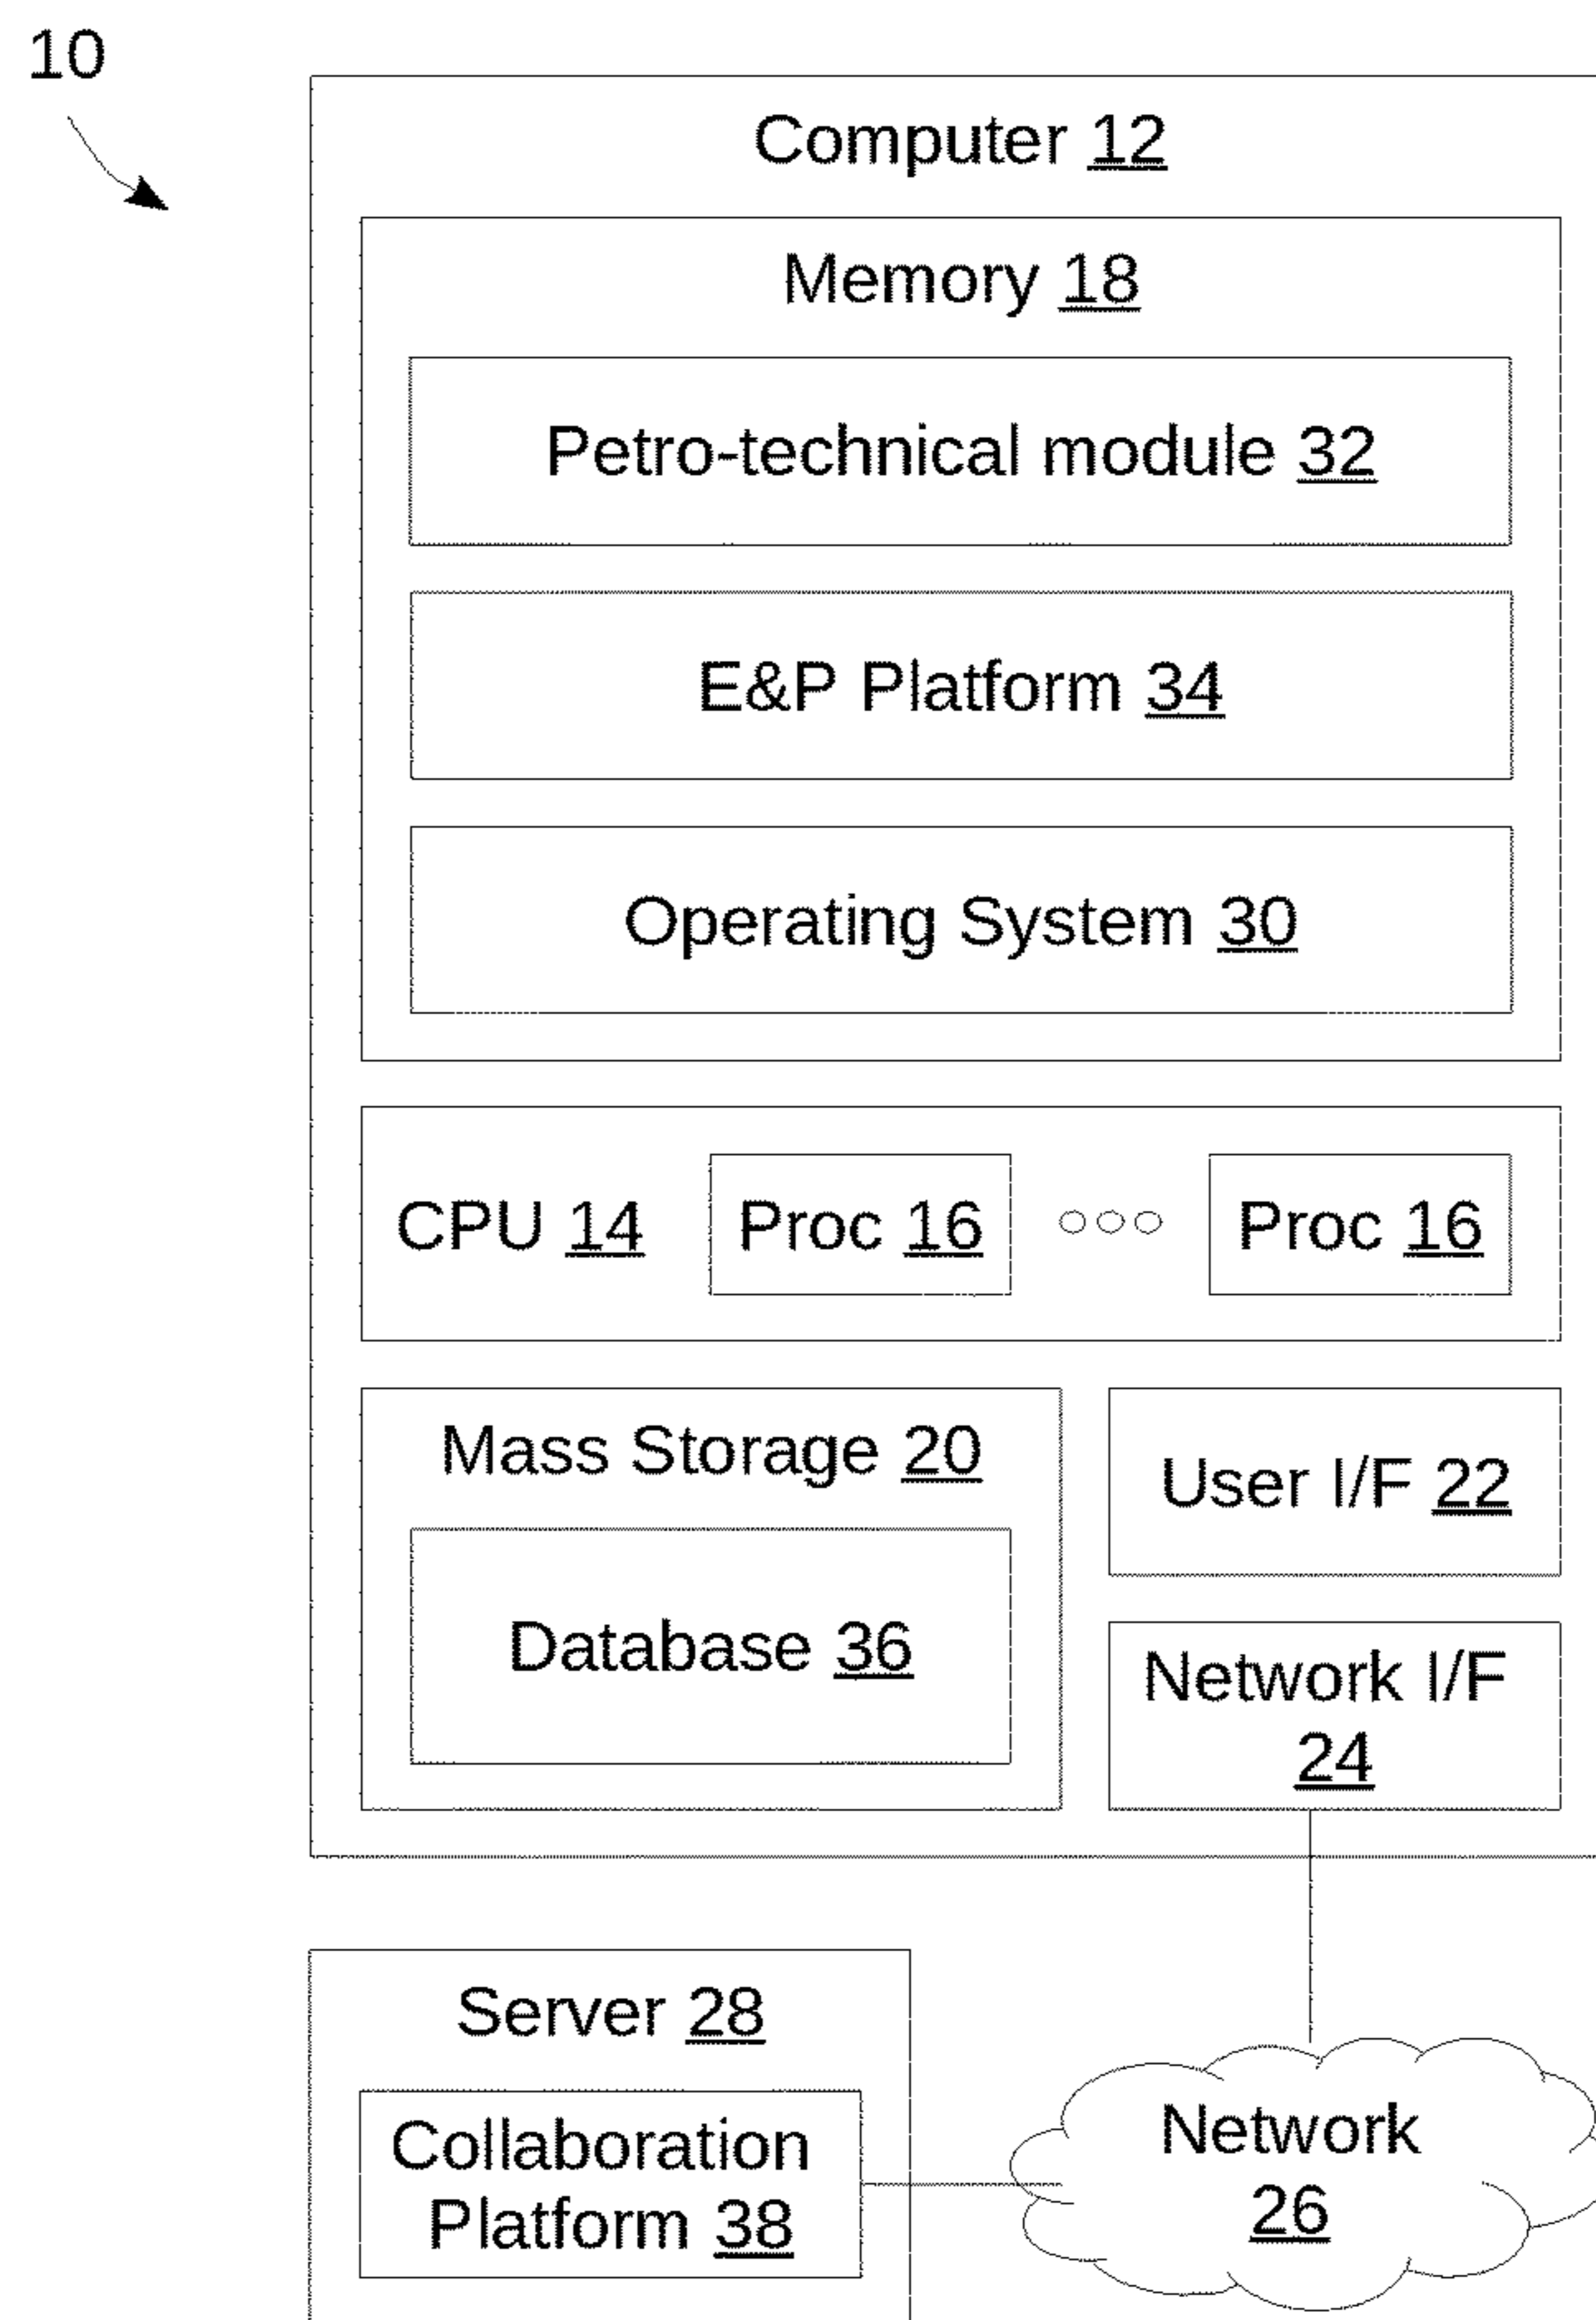 10
Computer 12
Memory 18
Petro-technical module 32
E&P Platform 34
Operating System 30
CPU 14
Proc 16
Proc 16
Mass Storage 20
Database 36
User I/F 22
Network I/F
24
Server 28
Collaboration
Platform 38
Network
26